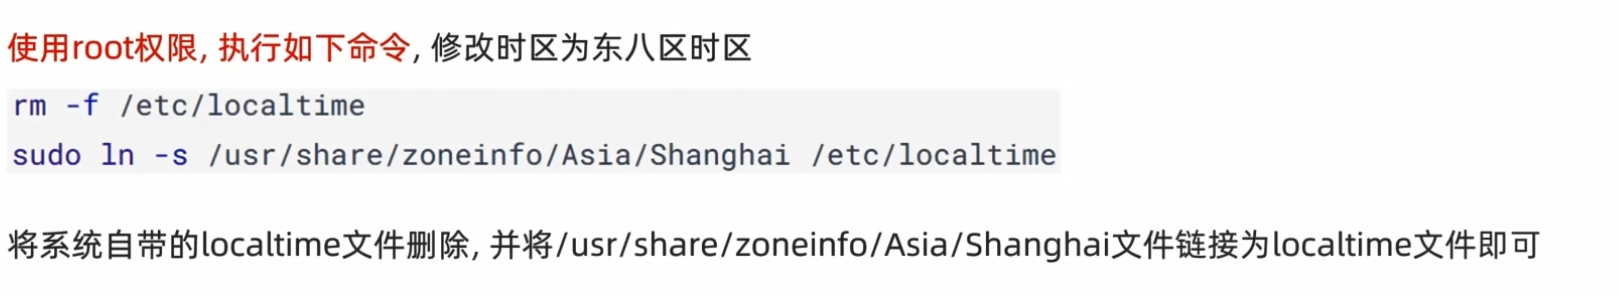 使用root权限, 执行如下命令, 修改时区为东八区时区
rm -f /etc/localtime
sudo ln -s /usr/share/zoneinfo/Asia/Shanghai /etc/localtime
将系统自带的localtime文件删除, 并将/usr/share/zoneinfo/Asia/Shanghai文件链接为localtime文件即可